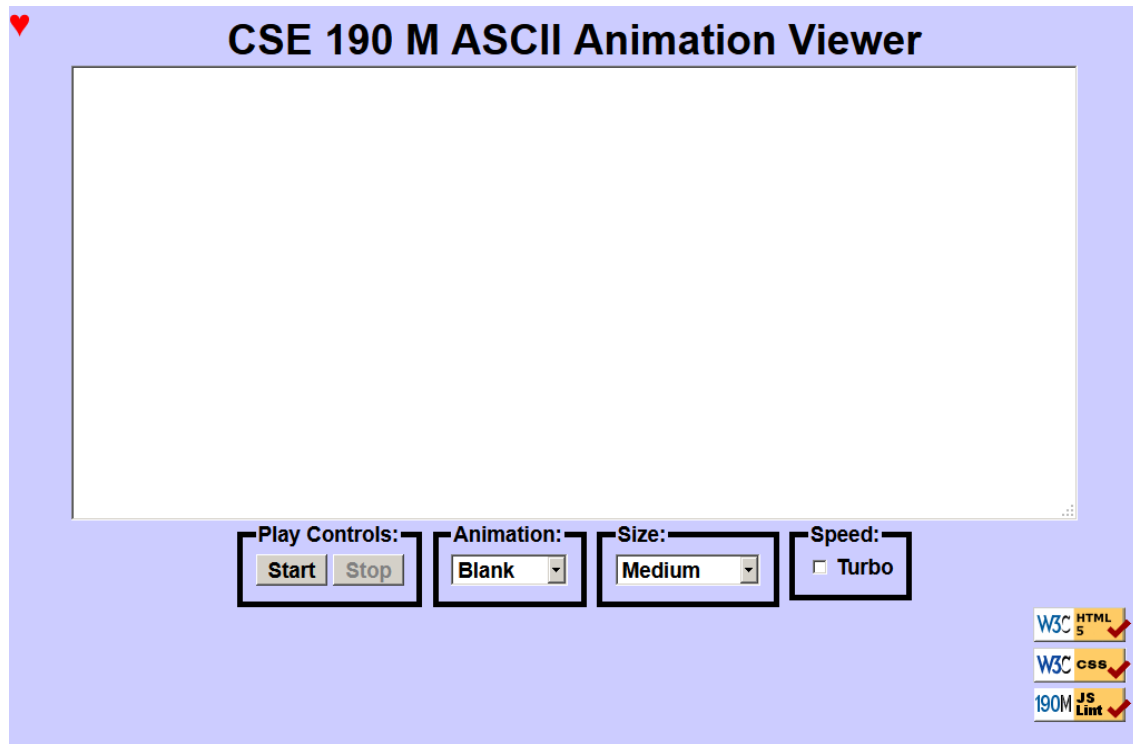 CSE 190 M ASCII Animation Viewer
Play Controls: Animation: Size: Speed:
Start Stop Blank Medium Turbo
W3C HTML 5
W3C css
190M JS Lint